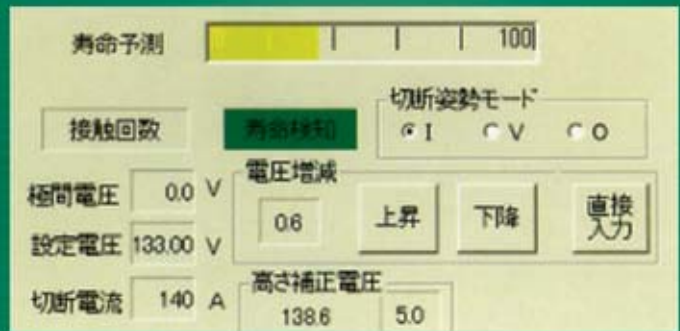 寿命予測 100
切断姿勢モード
接触回数 寿命検知 I V O
電圧増減
極間電圧 0.0 V
0.6 上昇 下降 直接入力
設定電圧 133.00 V
高さ補正電圧
切断電流 140 A
138.6 5.0